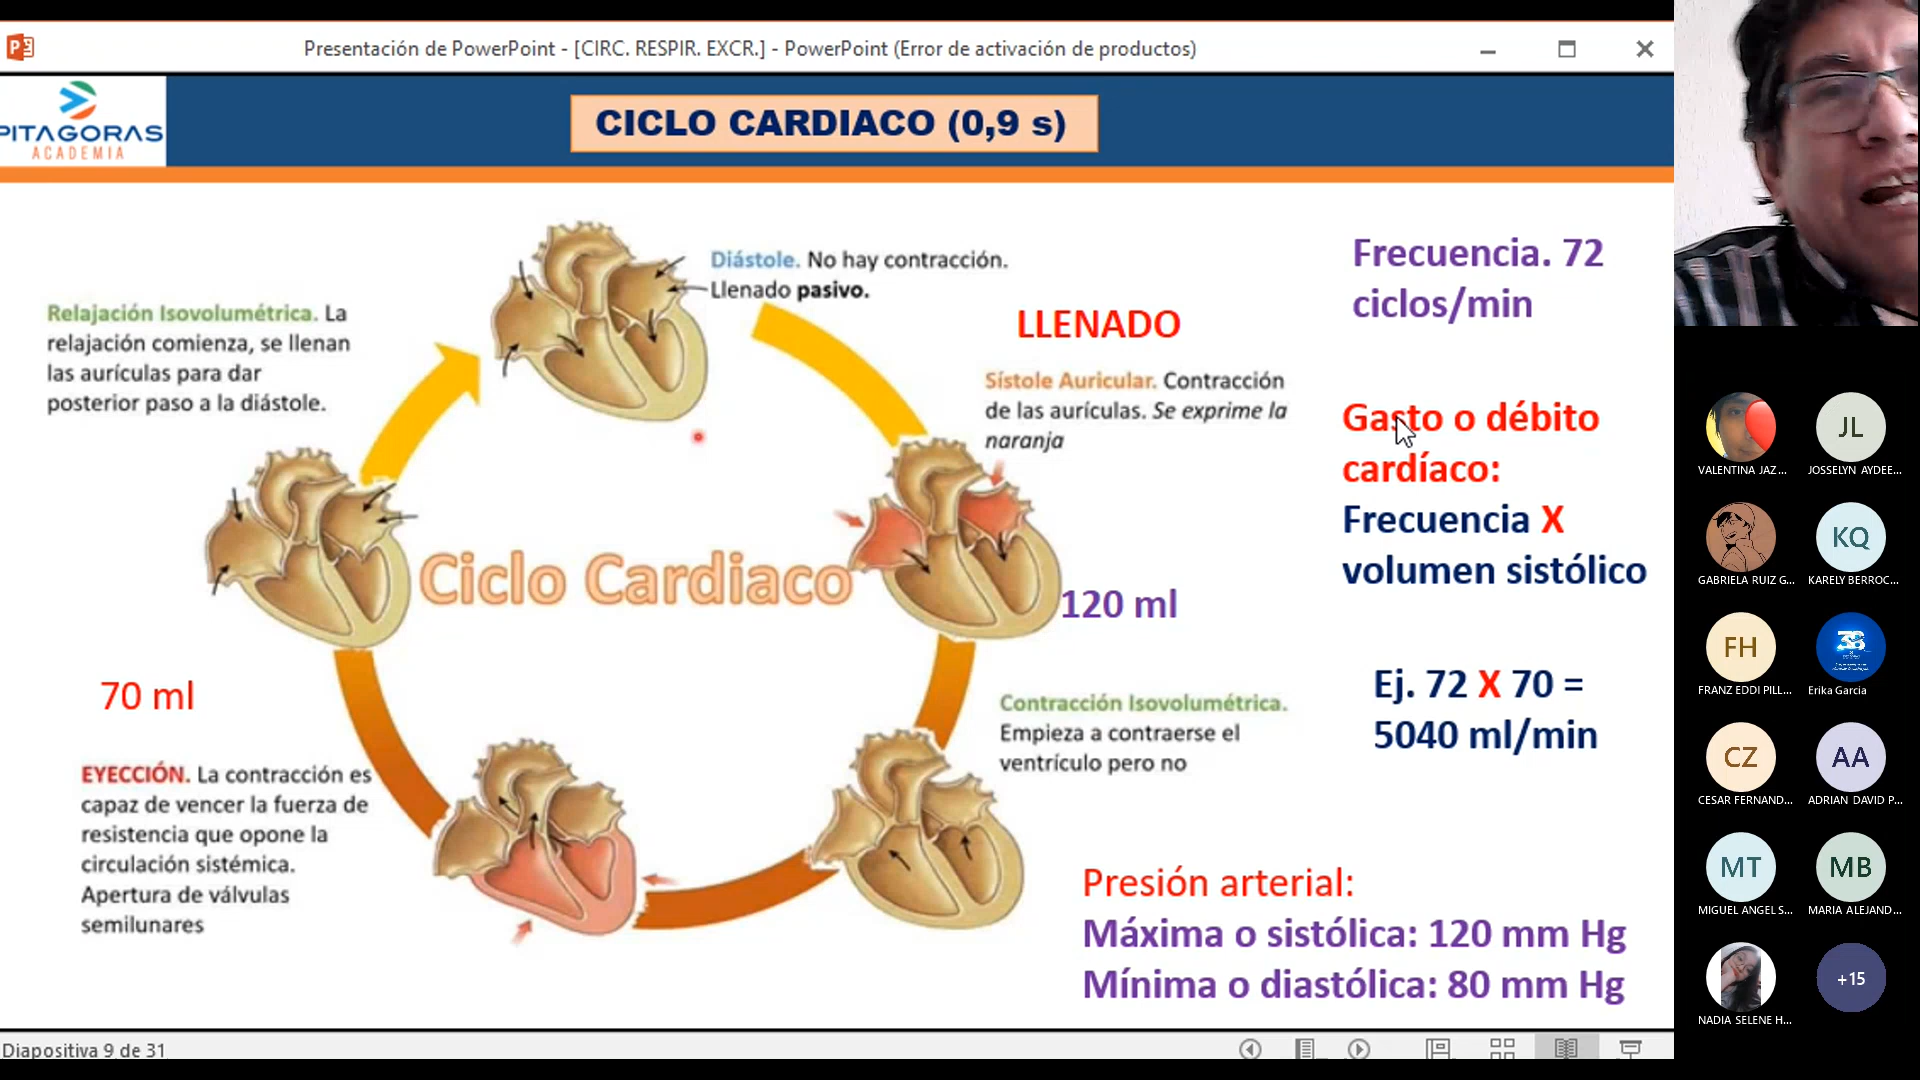 Presentación de PowerPoint - [CIRC. RESPIR. EXCR.] - PowerPoint (Error de activación de productos)
PITAGORAS
ACADEMIA
CICLO CARDIACO (0,9 s)
Diástole. No hay contracción.
Llenado pasivo.
Relajación Isovolumétrica. La
relajación comienza, se llenan
las aurículas para dar
posterior paso a la diástole.
LLENADO
Sístole Auricular. Contracción
de las aurículas. Se exprime la
naranja
Ciclo Cardiaco
120 ml
70 ml
Contracción Isovolumétrica.
Empieza a contraerse el
ventrículo pero no
EYECCIÓN. La contracción es
capaz de vencer la fuerza de
resistencia que opone la
circulación sistémica.
Apertura de válvulas
semilunares
Frecuencia. 72
ciclos/min
Gasto o débito
cardíaco:
Frecuencia X
volumen sistólico
Ej. 72 X 70 =
5040 ml/min
Presión arterial:
Máxima o sistólica: 120 mm Hg
Mínima o diastólica: 80 mm Hg
Diapositiva 9 de 31
VALENTINA JAZ...
JL
JOSSELYN AYDEE...
GABRIELA RUIZ G...
KQ
KARELY BERROC...
FH
FRANZ EDDI PILL...
38
Erika Garcia
CZ
CESAR FERNAND...
AA
ADRIAN DAVID P...
MT
MIGUEL ANGEL S...
MB
MARIA ALEJAND...
NADIA SELENE H...
+15